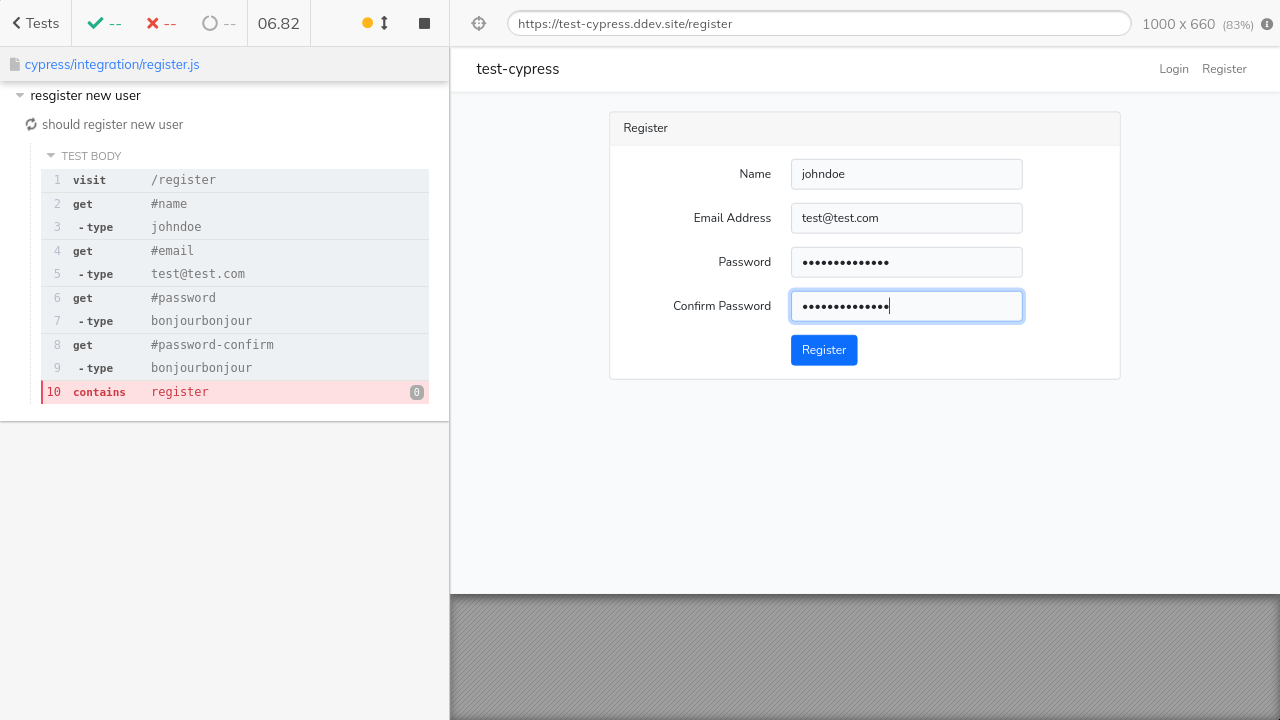 Tests -- -- -- 06.82 https://test-cypress.ddev.site/register 1000 x 660 (83%)
cypress/integration/register.js
resgister new user
should register new user
TEST BODY
1 visit /register
2 get #name
3 - type johndoe
4 get #email
5 - type test@test.com
6 get #password
7 - type bonjourbonjour
8 get #password-confirm
9 - type bonjourbonjour
10 contains register 0
test-cypress Login Register
Register
Name johndoe
Email Address test@test.com
Password ••••••••••••••
Confirm Password ••••••••••••••
Register